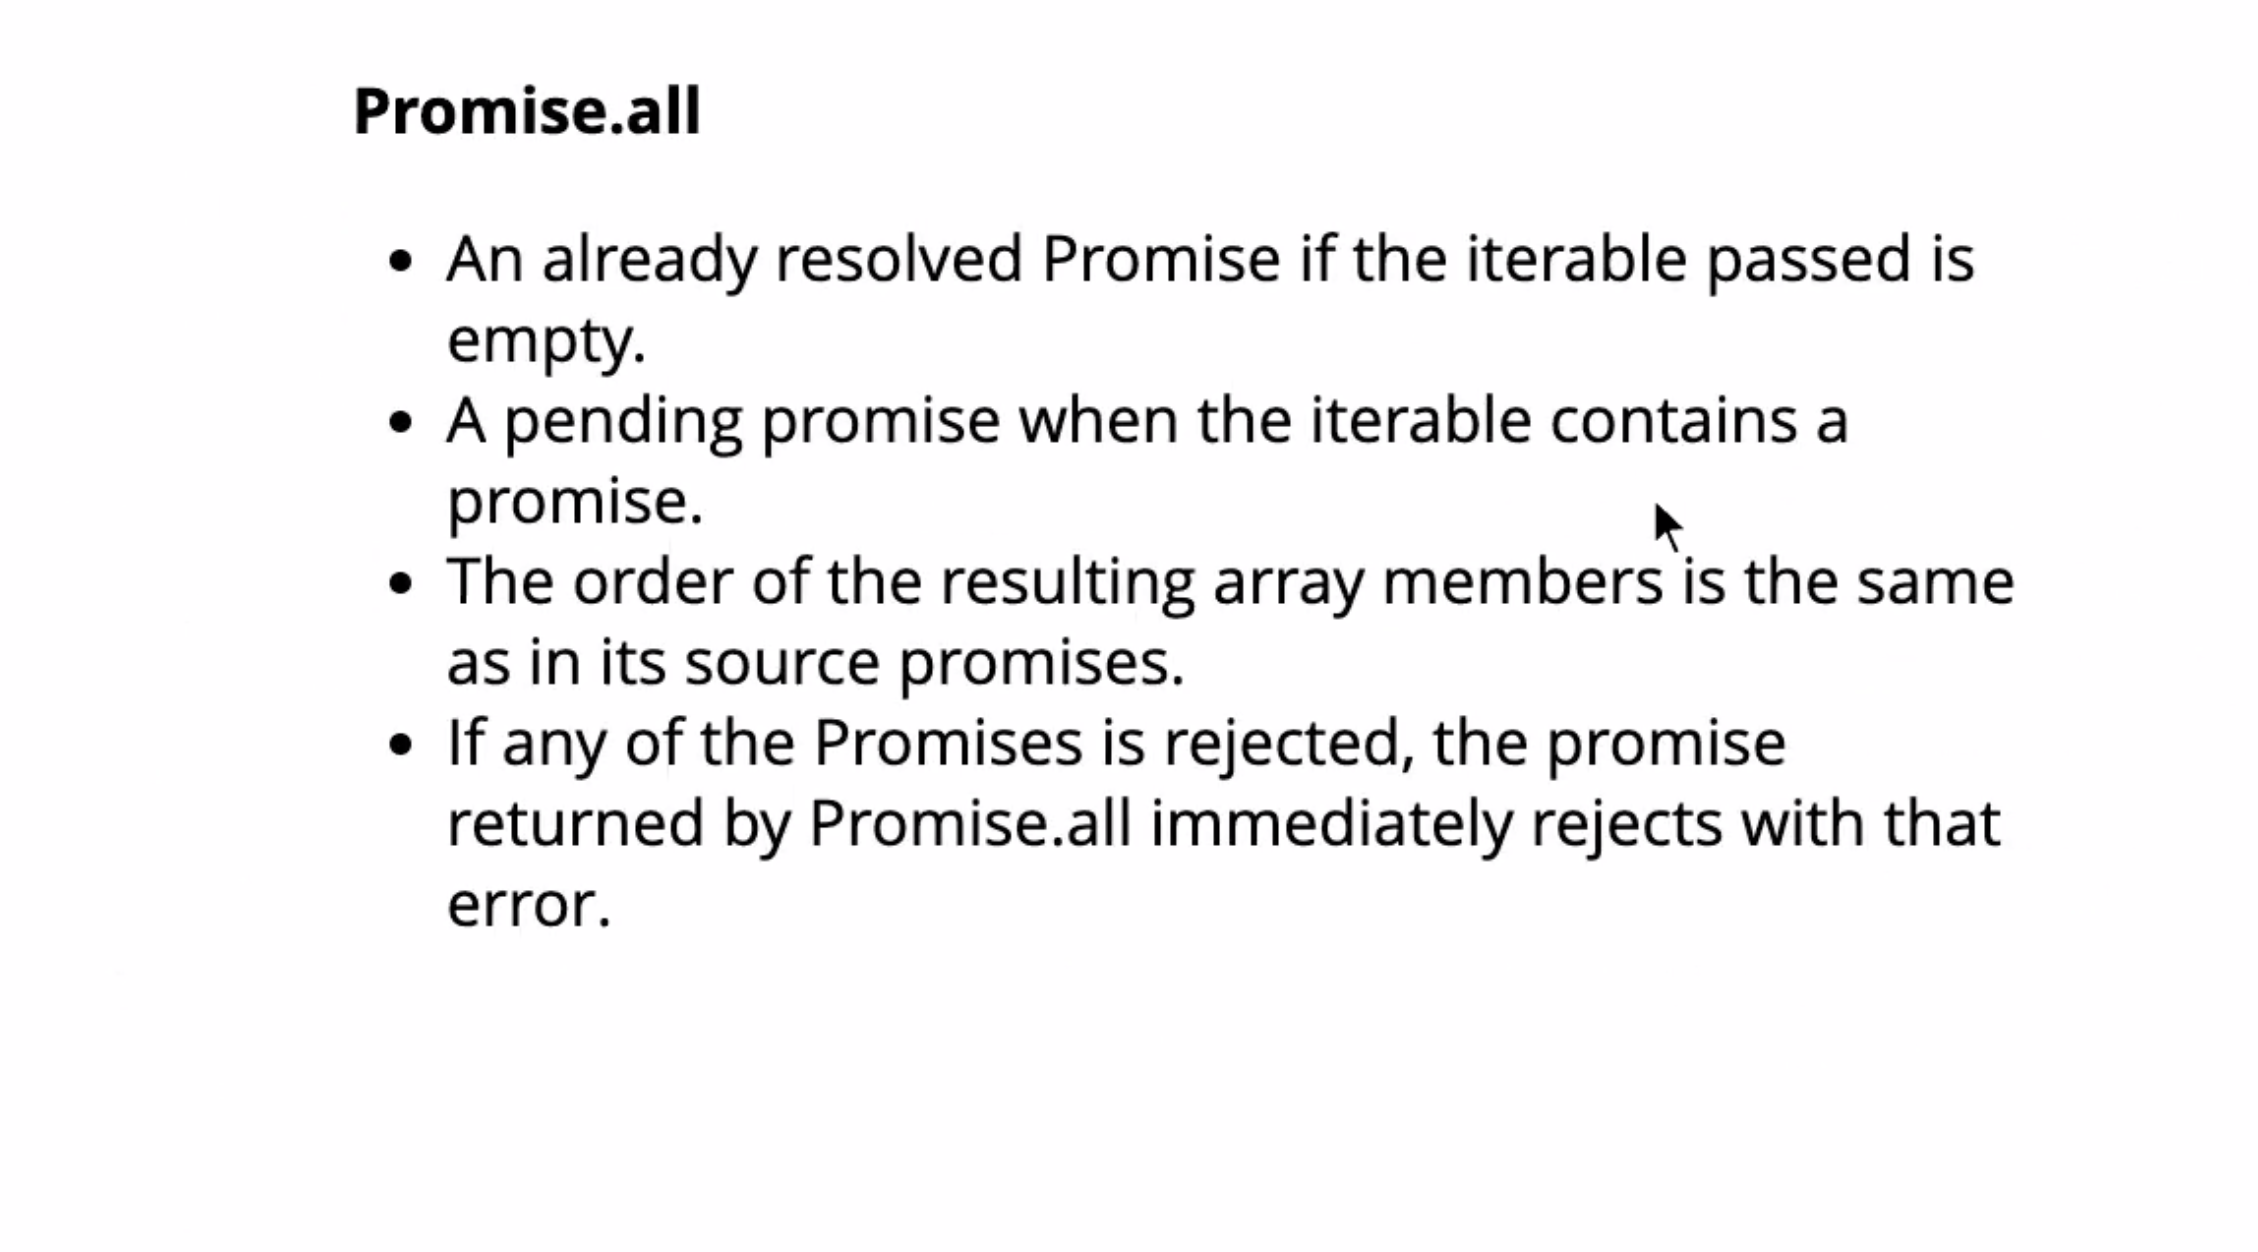 Promise.all
• An already resolved Promise if the iterable passed is
empty.
• A pending promise when the iterable contains a
promise.
• The order of the resulting array members is the same
as in its source promises.
• If any of the Promises is rejected, the promise
returned by Promise.all immediately rejects with that
error.